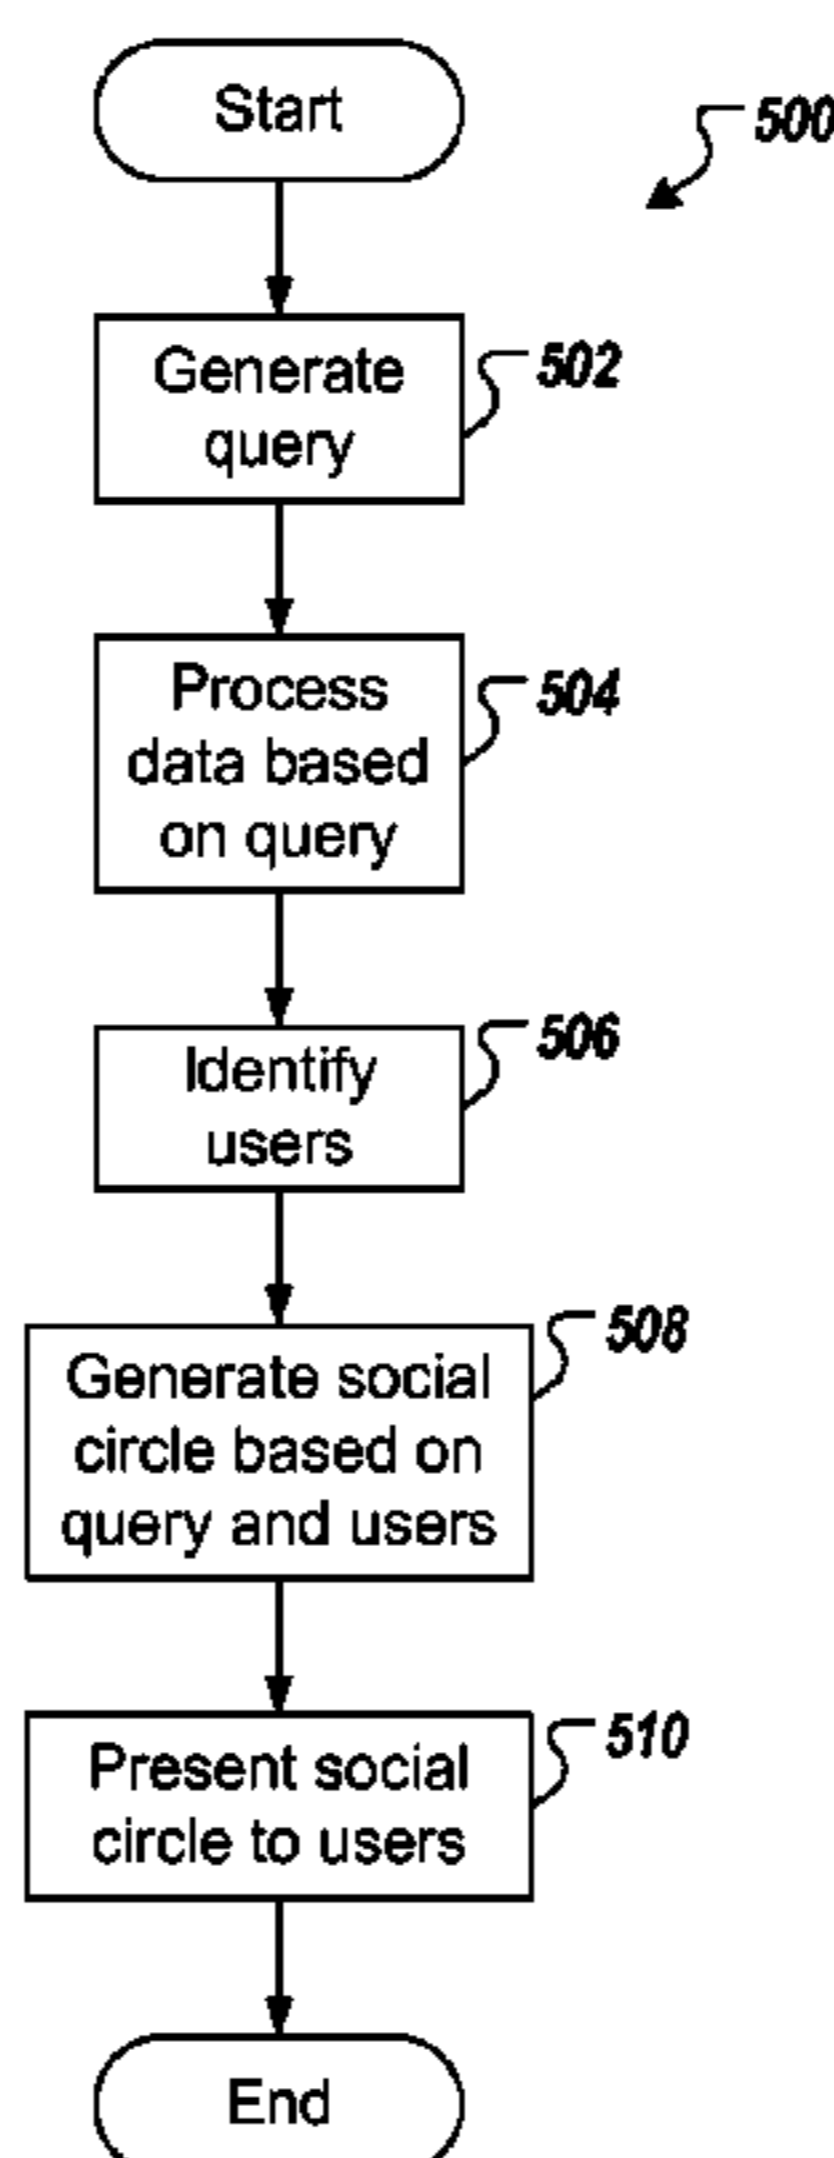 Start
500
Generate
query
502
Process
data based
on query
504
Identify
users
506
Generate social
circle based on
query and users
508
Present social
circle to users
510
End